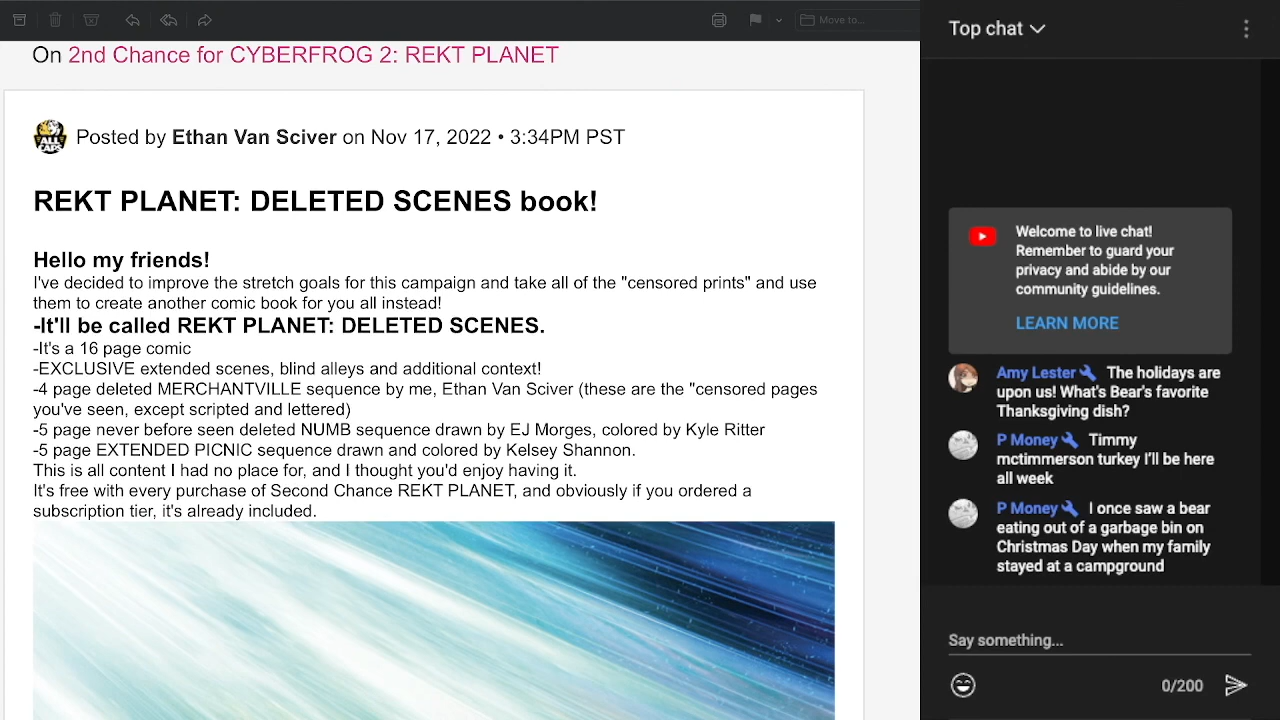 Move to...
On 2nd Chance for CYBERFROG 2: REKT PLANET
ALL CAPS
Posted by Ethan Van Sciver on Nov 17, 2022 • 3:34PM PST
REKT PLANET: DELETED SCENES book!
Hello my friends!
I've decided to improve the stretch goals for this campaign and take all of the "censored prints" and use
them to create another comic book for you all instead!
-It'll be called REKT PLANET: DELETED SCENES.
-It's a 16 page comic
-EXCLUSIVE extended scenes, blind alleys and additional context!
-4 page deleted MERCHANTVILLE sequence by me, Ethan Van Sciver (these are the "censored pages
you've seen, except scripted and lettered)
-5 page never before seen deleted NUMB sequence drawn by EJ Morges, colored by Kyle Ritter
-5 page EXTENDED PICNIC sequence drawn and colored by Kelsey Shannon.
This is all content I had no place for, and I thought you'd enjoy having it.
It's free with every purchase of Second Chance REKT PLANET, and obviously if you ordered a
subscription tier, it's already included.
Top chat
Welcome to live chat!
Remember to guard your
privacy and abide by our
community guidelines.
LEARN MORE
Amy Lester The holidays are
upon us! What's Bear's favorite
Thanksgiving dish?
P Money Timmy
mctimmerson turkey I'll be here
all week
P Money I once saw a bear
eating out of a garbage bin on
Christmas Day when my family
stayed at a campground
Say something...
0/200